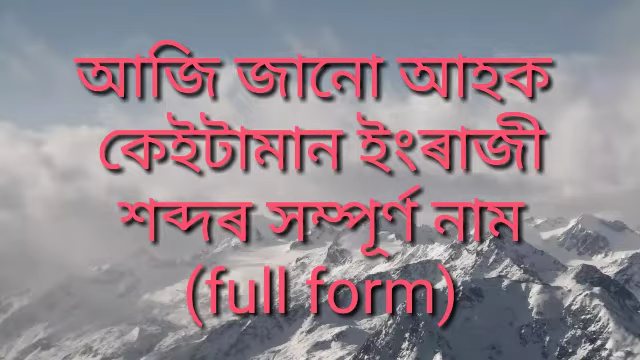 আজি জানো আহক
কেইটামান ইংৰাজী
শব্দৰ সম্পূৰ্ণ নাম
(full form)